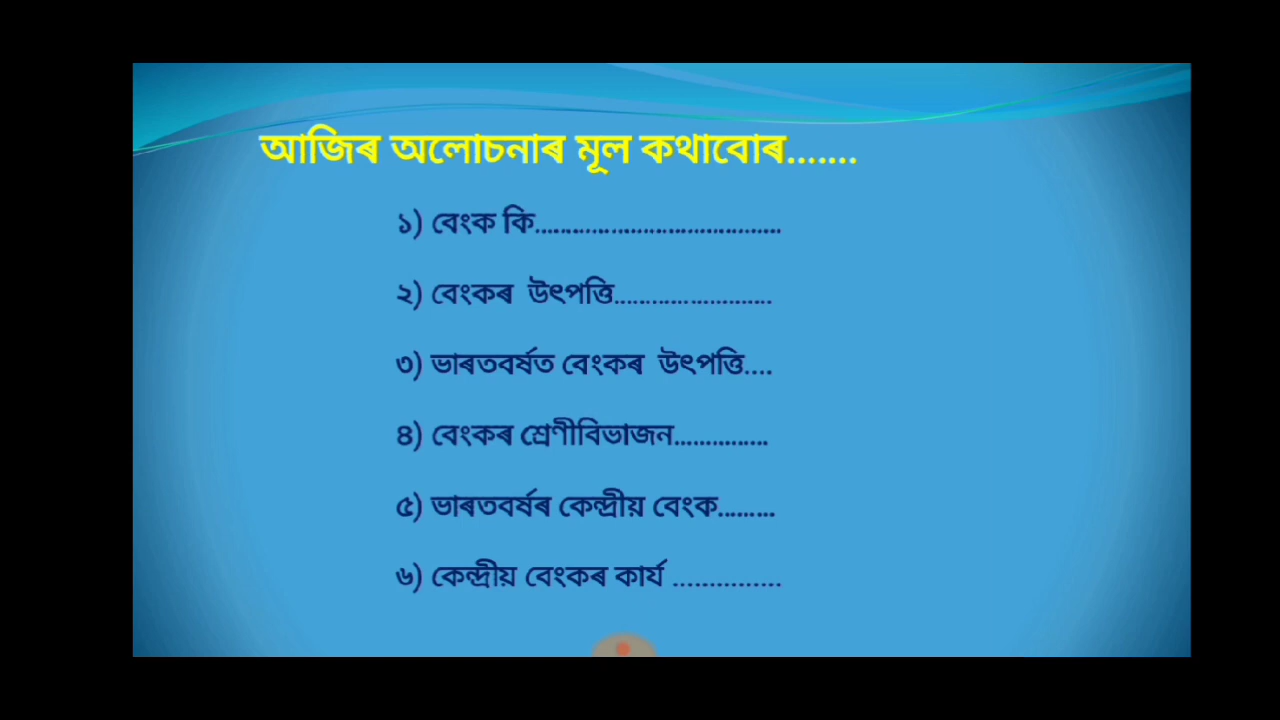 আজিৰ অলোচনাৰ মূল কথাবোৰ.......
১) বেংক কি.......................................
২) বেংকৰ উৎপত্তি.........................
৩) ভাৰতবৰ্ষত বেংকৰ উৎপত্তি....
৪) বেংকৰ শ্ৰেণীবিভাজন...............
৫) ভাৰতবৰ্ষৰ কেন্দ্ৰীয় বেংক.........
৬) কেন্দ্ৰীয় বেংকৰ কাৰ্য ...............